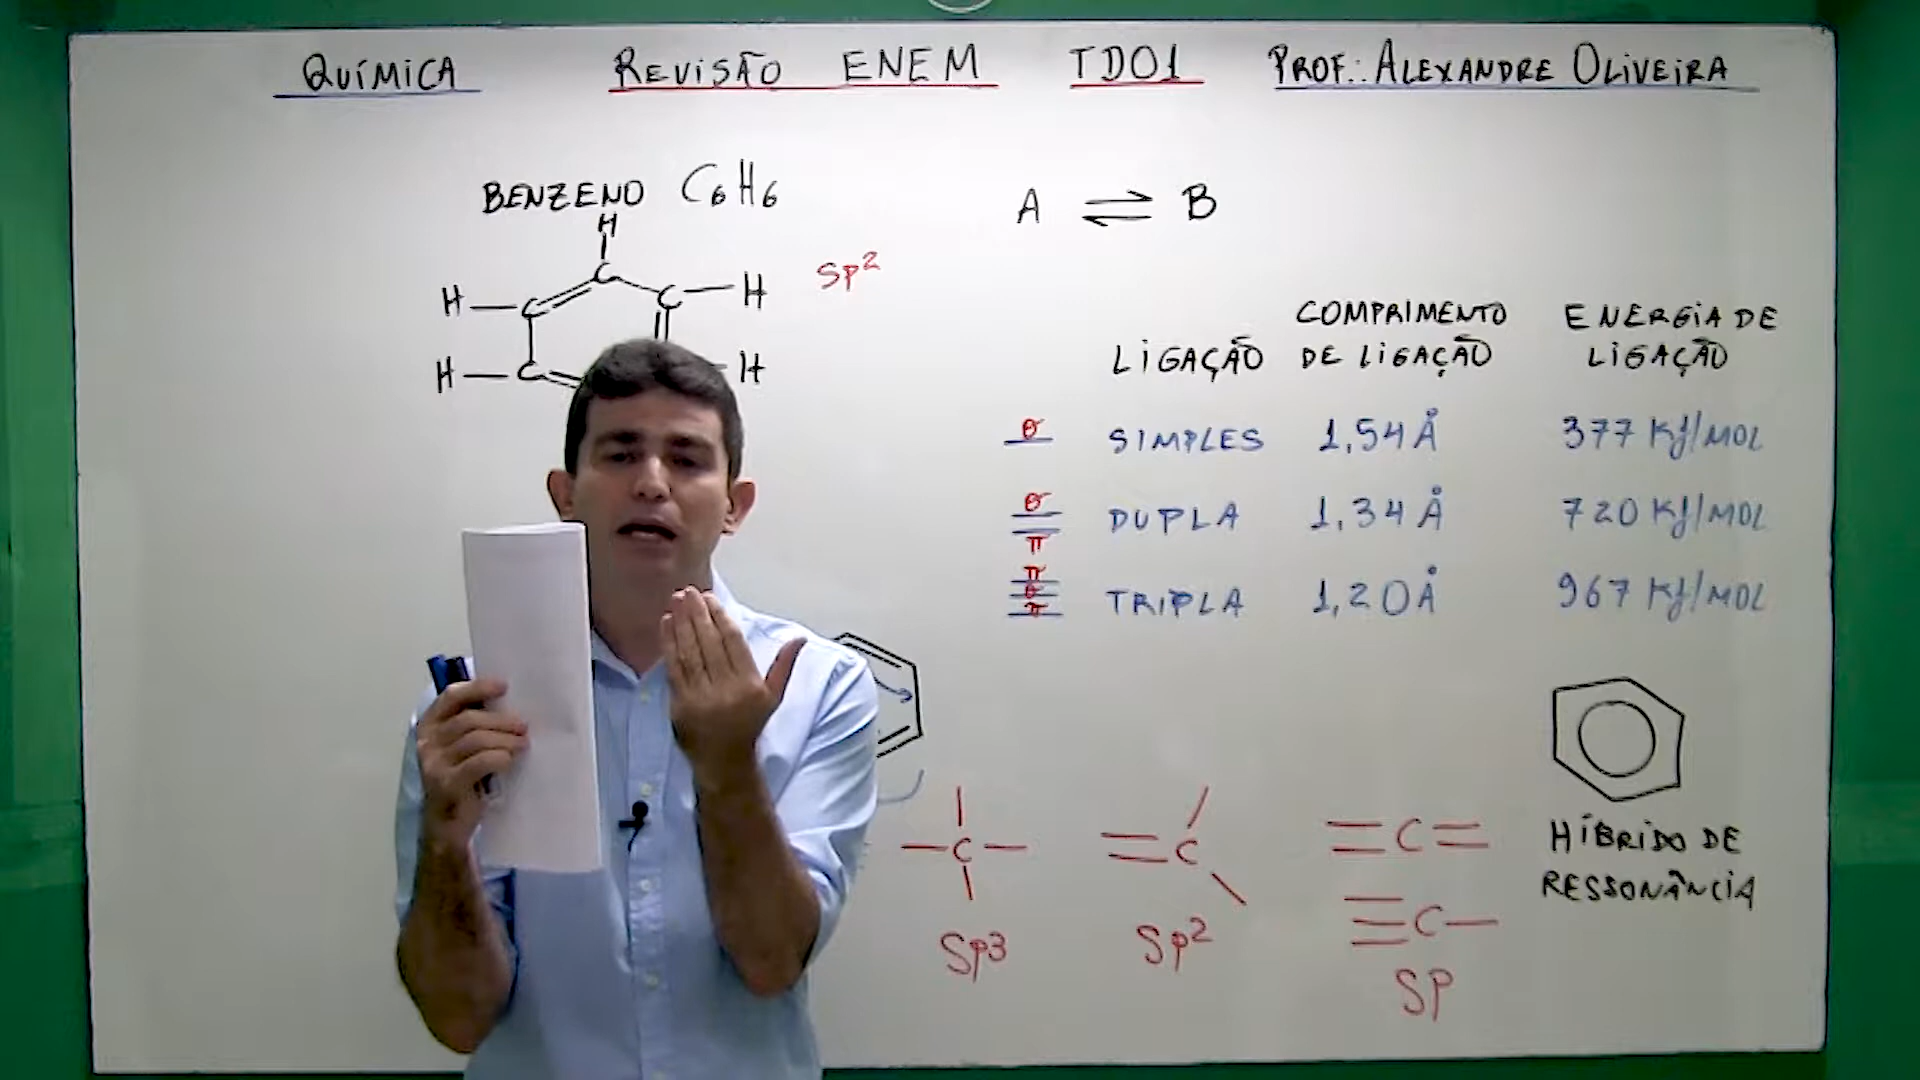 QUÍMICA REVISÃO ENEM TD01 PROF.: ALEXANDRE OLIVEIRA
BENZENO C6H6
H
C
H C C H
H C H
Sp²
A ⇌ B
LIGAÇÃO COMPRIMENTO DE LIGAÇÃO ENERGIA DE LIGAÇÃO
σ SIMPLES 1,54 Å 377 KJ/MOL
σ π DUPLA 1,34 Å 720 KJ/MOL
π σ π TRIPLA 1,20 Å 967 KJ/MOL
C
Sp3
=C
Sp²
=C=
≡C-
SP
HÍBRIDO DE
RESSONÂNCIA